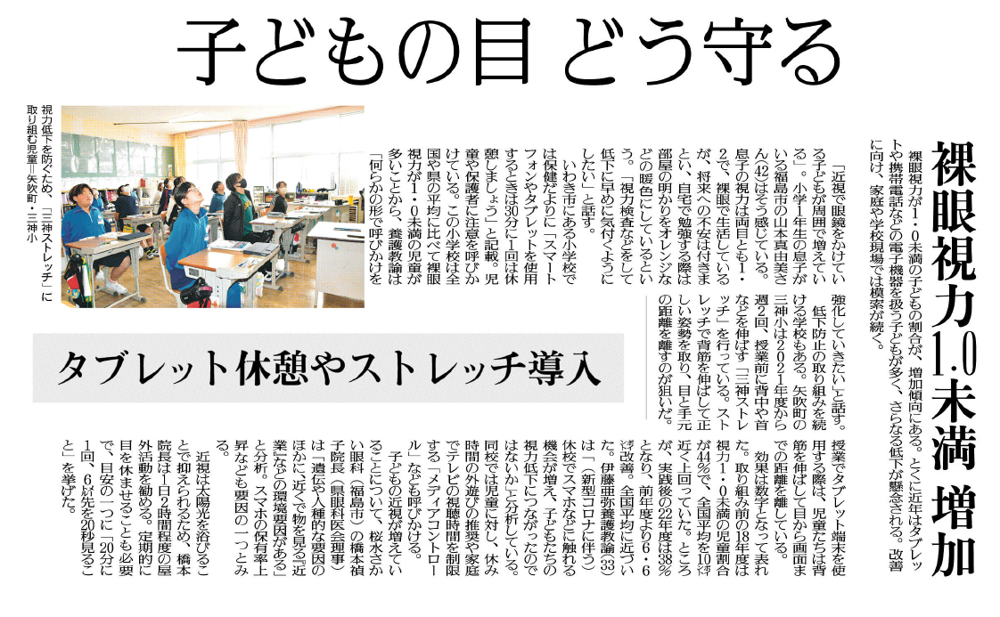 子どもの目 どう守る
裸眼視力1.0未満 増加
裸眼視力が1・0未満の子どもの割合が、増加傾向にある。とくに近年はタブレッ
トや携帯電話などの電子機器を扱う子どもが多く、さらなる低下が懸念される。改善
に向け、家庭や学校現場では模索が続く。
「近視で眼鏡をかけてい
る子どもが周囲で増えてい
る」。小学1年生の息子が
いる福島市の山本真由美さ
ん(42)はそう感じている。
息子の視力は両目とも1・
2で、裸眼で生活している
が、将来への不安は付きま
とい、自宅で勉強する際は
部屋の明かりをオレンジな
どの暖色にしているとい
う。「視力検査などをして
低下に早めに気付くように
したい」と話す。
いわき市にある小学校で
は保健だよりに「スマート
フォンやタブレットを使用
するときは30分に1回は休
憩しましょう」と記載。児
童や保護者に注意を呼びか
けている。この小学校は全
国や県の平均に比べて裸眼
視力が1・0未満の児童が
多いことから、養護教諭は
「何らかの形で呼びかけを
強化していきたい」と話す。
低下防止の取り組みを続
ける学校もある。矢吹町の
三神小は2021年度から
週2回、授業前に背中や首
などを伸ばす「三神ストレ
ッチ」を行っている。スト
レッチで背筋を伸ばして正
しい姿勢を取り、目と手元
の距離を離すのが狙いだ。
授業でタブレット端末を使
用する際は、児童たちは背
筋を伸ばして目から画面ま
での距離を離している。
効果は数字となって表れ
た。取り組み前の18年度は
視力1・0未満の児童割合
が44%で、全国平均を10㌽
近く上回っていた。ところ
が、実践後の22年度は38%
となり、前年度より6・6
㌽改善。全国平均に近づい
た。伊藤亜弥養護教諭(33)
は「(新型コロナに伴う)
休校でスマホなどに触れる
機会が増え、子どもたちの
視力低下につながったので
はないか」と分析している。
同校では児童に対し、休み
時間の外遊びの推奨や家庭
でテレビの視聴時間を制限
する「メディアコントロー
ル」なども呼びかける。
子どもの近視が増えてい
ることについて、桜水さか
い眼科(福島市)の橋本禎
子院長(県眼科医会理事)
は「遺伝や人種的な要因の
ほかに、近くで物を見る『近
業』などの環境要因がある」
と分析。スマホの保有率上
昇なども要因の一つとみ
る。
近視は太陽光を浴びるこ
とで抑えられるため、橋本
院長は1日2時間程度の屋
外活動を勧める。定期的に
目を休ませることも必要
で、目安の一つに「20分に
1回、6㍍先を20秒見るこ
と」を挙げた。
タブレット休憩やストレッチ導入
視力低下を防ぐため、「三神ストレッチ」に
取り組む児童=矢吹町・三神小